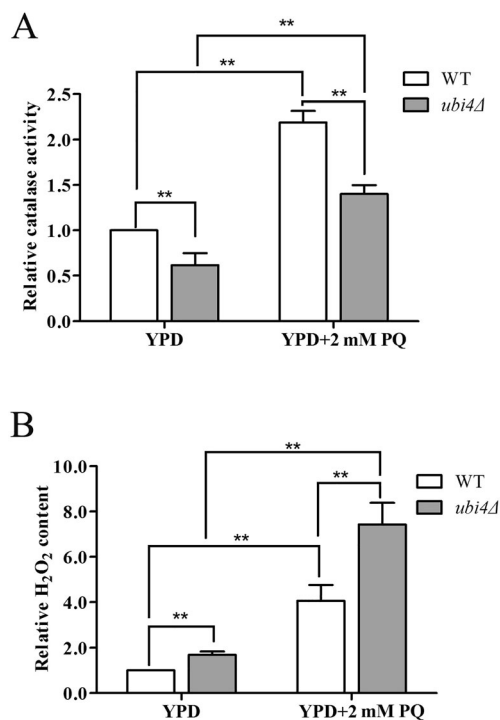 A
**
**
WT
ubi4Δ
**
**
Relative catalase activity
2.5
2.0
1.5
1.0
0.5
0.0
YPD
YPD+2 mM PQ
B
**
**
WT
ubi4Δ
**
**
Relative H₂O₂ content
10.0
8.0
6.0
4.0
2.0
0.0
YPD
YPD+2 mM PQ